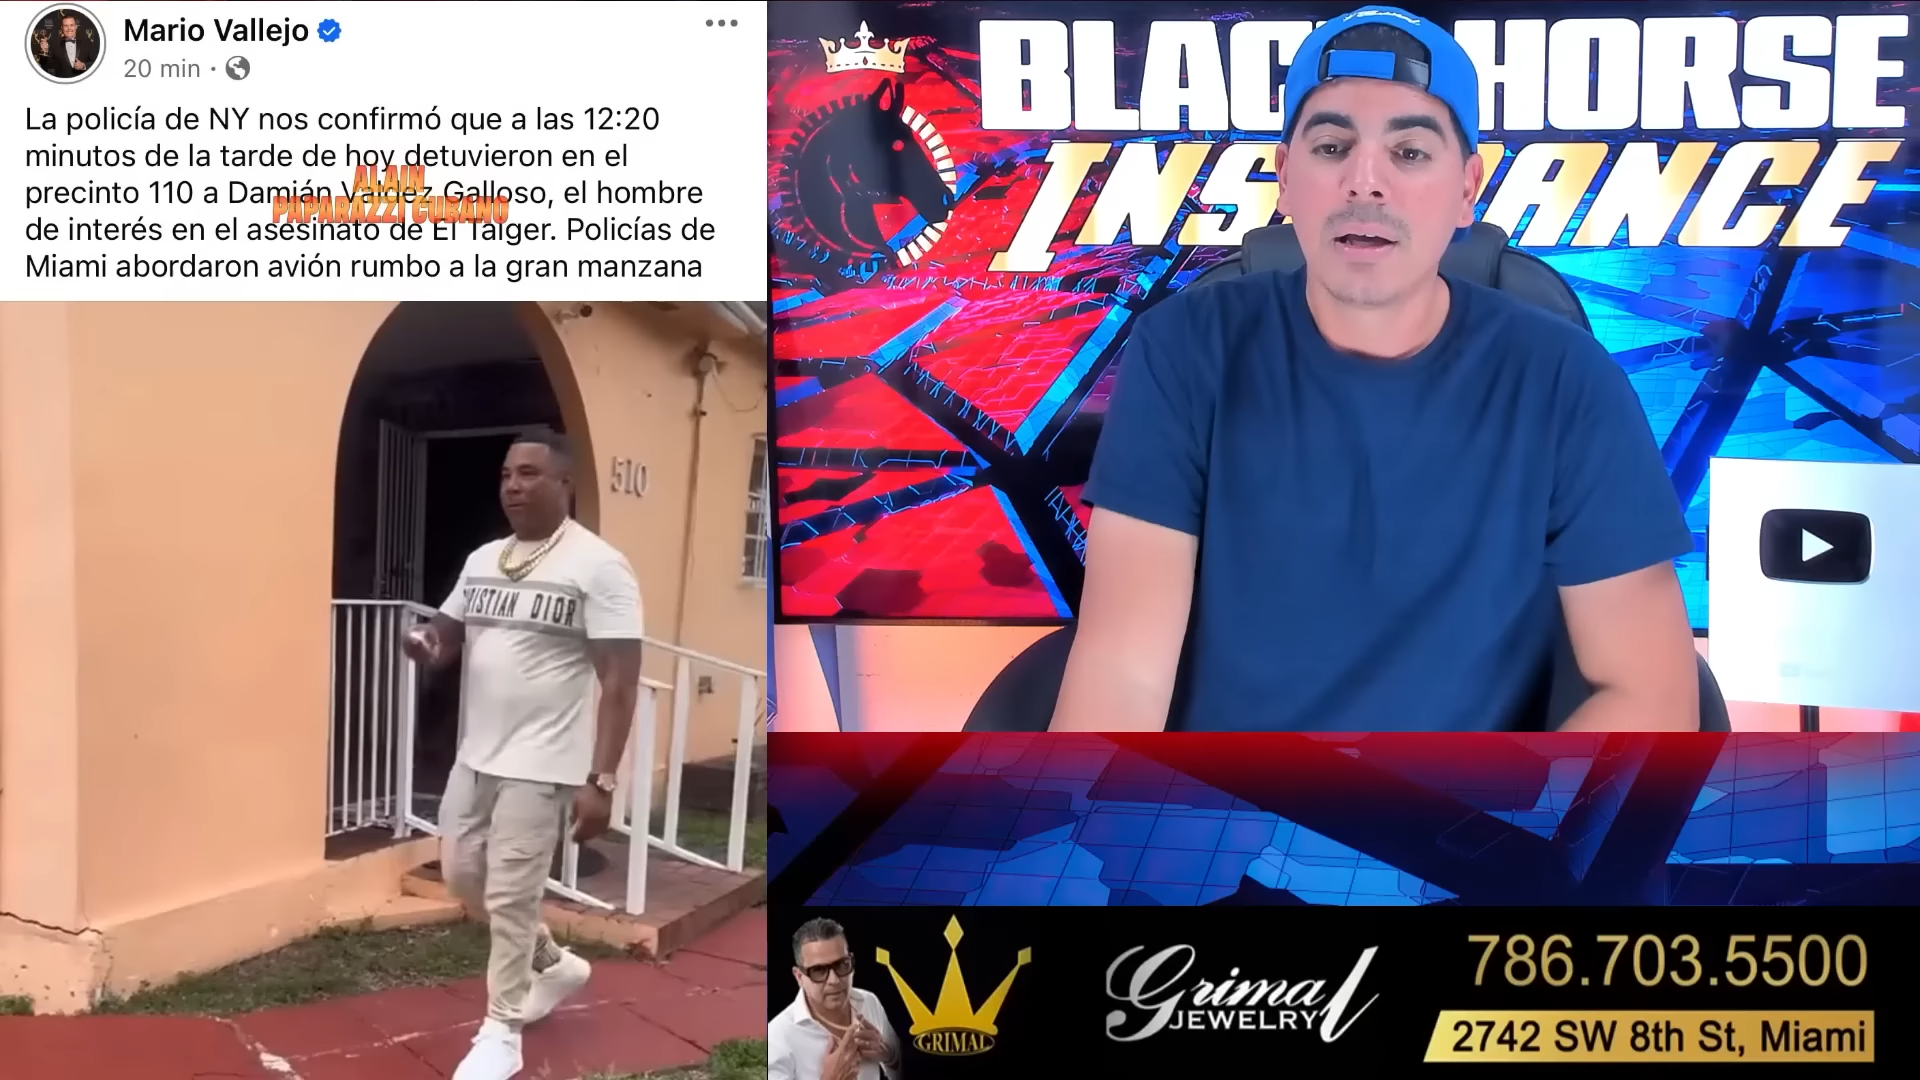 Mario Vallejo
20 min
La policía de NY nos confirmó que a las 12:20
minutos de la tarde de hoy detuvieron en el
precinto 110 a Damián Valdez Galloso, el hombre
de interés en el asesinato de El Taiger. Policías de
Miami abordaron avión rumbo a la gran manzana
ALAIN
PAPARAZZI CUBANO
510
CHRISTIAN DIOR
HORSE
GRIMAL
Grimal
JEWELRY
786.703.5500
2742 SW 8th St, Miami